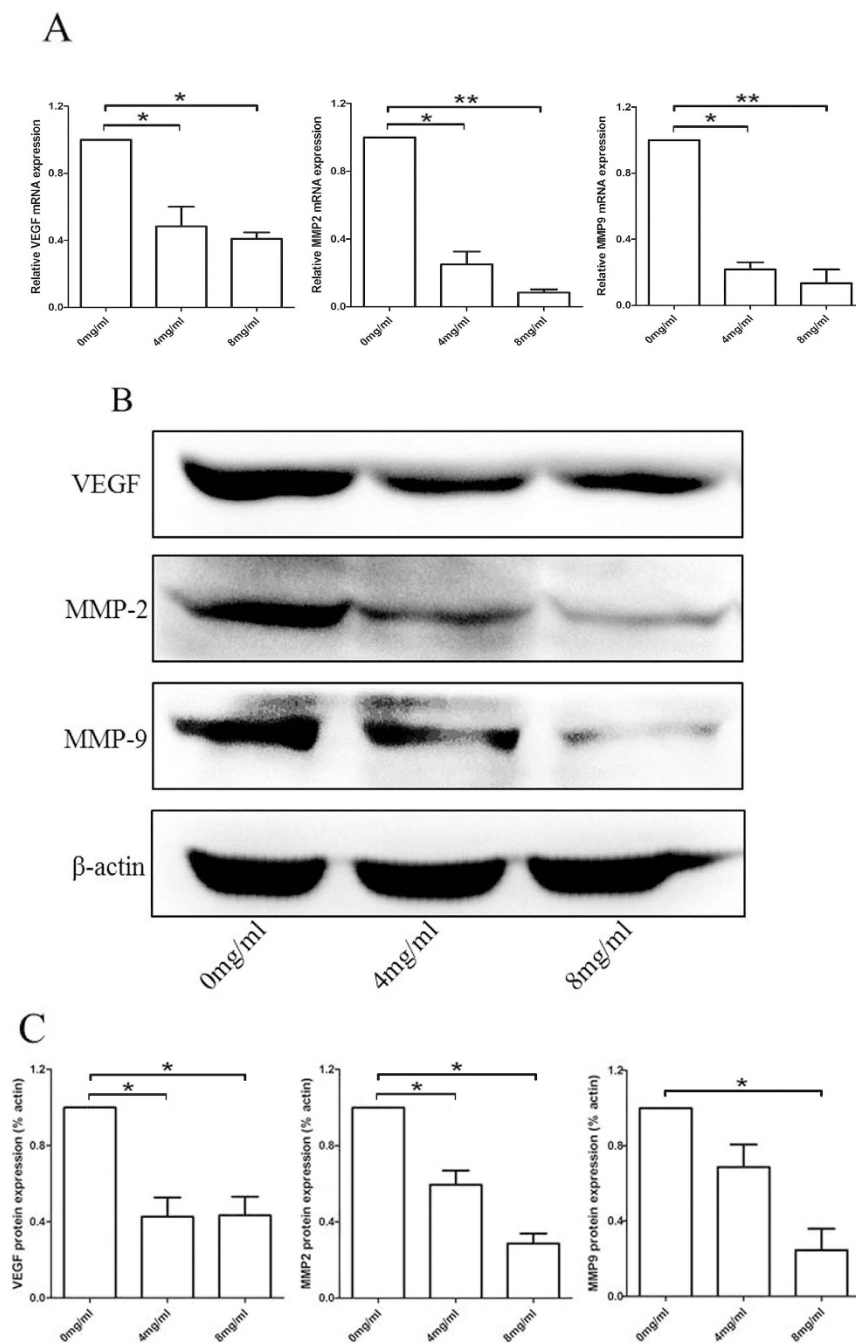 A
Relative VEGF mRNA expression
1.2
0.8
0.4
0.0
*
*
0mg/ml
4mg/ml
8mg/ml
Relative MMP2 mRNA expression
1.2
0.8
0.4
0.0
**
*
0mg/ml
4mg/ml
8mg/ml
Relative MMP9 mRNA expression
1.2
0.8
0.4
0.0
**
*
0mg/ml
4mg/ml
8mg/ml
B
VEGF
MMP-2
MMP-9
β-actin
0mg/ml
4mg/ml
8mg/ml
C
VEGF protein expression (% actin)
1.2
0.8
0.4
0.0
*
*
0mg/ml
4mg/ml
8mg/ml
MMP2 protein expression (% actin)
1.2
0.8
0.4
0.0
*
*
0mg/ml
4mg/ml
8mg/ml
MMP9 protein expression (% actin)
1.2
0.8
0.4
0.0
*
0mg/ml
4mg/ml
8mg/ml